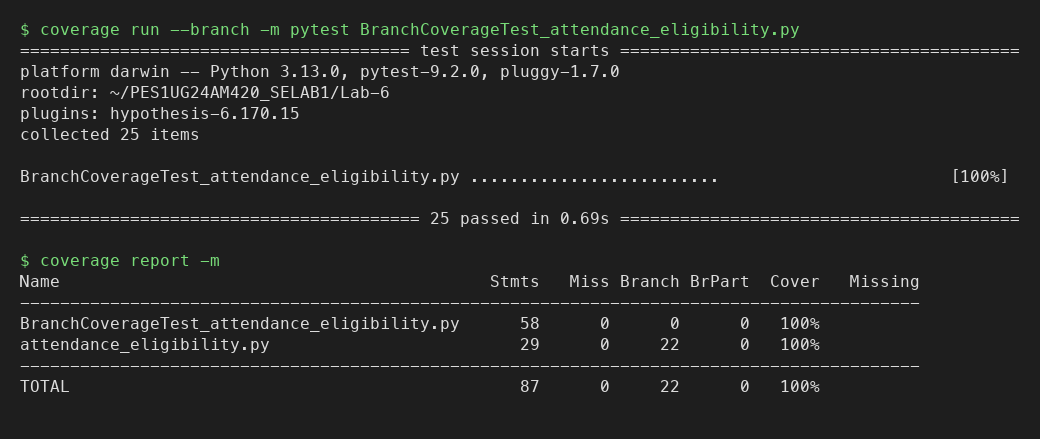 $ coverage run --branch -m pytest BranchCoverageTest_attendance_eligibility.py
======================================= test session starts ========================================
platform darwin -- Python 3.13.0, pytest-9.2.0, pluggy-1.7.0
rootdir: ~/PES1UG24AM420_SELAB1/Lab-6
plugins: hypothesis-6.170.15
collected 25 items
BranchCoverageTest_attendance_eligibility.py ......................... [100%]
======================================== 25 passed in 0.69s ========================================
$ coverage report -m
Name Stmts Miss Branch BrPart Cover Missing
------------------------------------------------------------------------------------------
BranchCoverageTest_attendance_eligibility.py 58 0 0 0 100%
attendance_eligibility.py 29 0 22 0 100%
------------------------------------------------------------------------------------------
TOTAL 87 0 22 0 100%